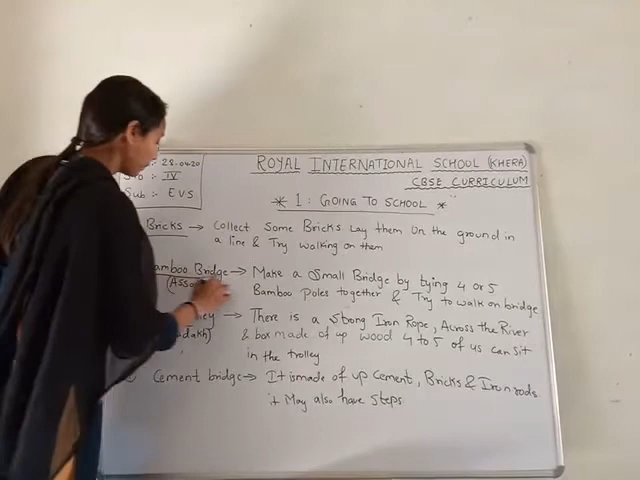 ROYAL INTERNATIONAL SCHOOL (KHERA)
: 28.04.20
CBSE CURRICULUM
:- IV
Sub :- EVS
* 1 : GOING TO SCHOOL *
Bricks → Collect Some Bricks Lay them On the ground in
a line & Try walking on them
Bamboo Bridge → Make a Small Bridge by tying 4 or 5
Bamboo Poles together & Try to walk on bridge
→ There is a Strong Iron Rope, Across the River
& box made of up wood 4 to 5 of us can sit
in the trolley
Cement bridge → It is made of up Cement, Bricks & Iron rods
it May also have Steps